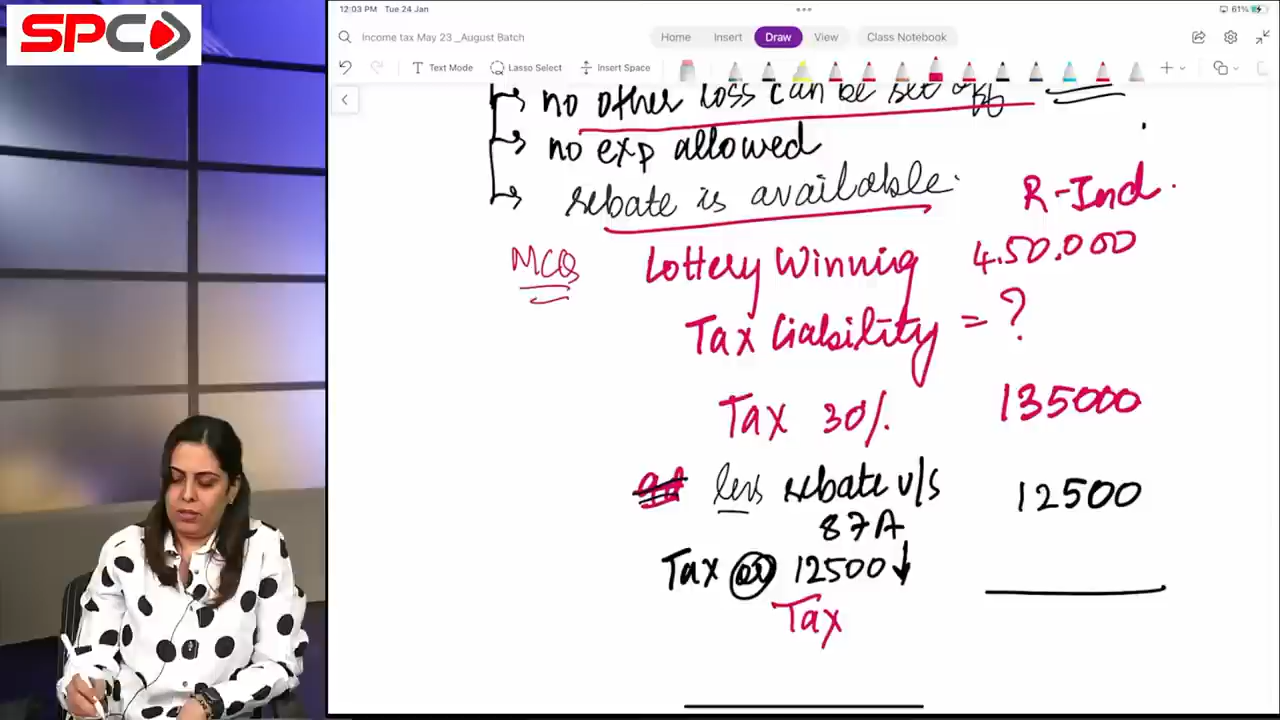 SPC
12:03 PM Tue 24 Jan
61%
Income tax May 23 _August Batch
Home Insert Draw View Class Notebook
Text Mode Lasso Select Insert Space
no other loss can be set off
no exp allowed
rebate is available.
R-Ind.
MCQ Lottery Winning 4,50,000
Tax Liability = ?
Tax 30% 135000
less rebate u/s 12500
87A
Tax or 12500 ↓
Tax